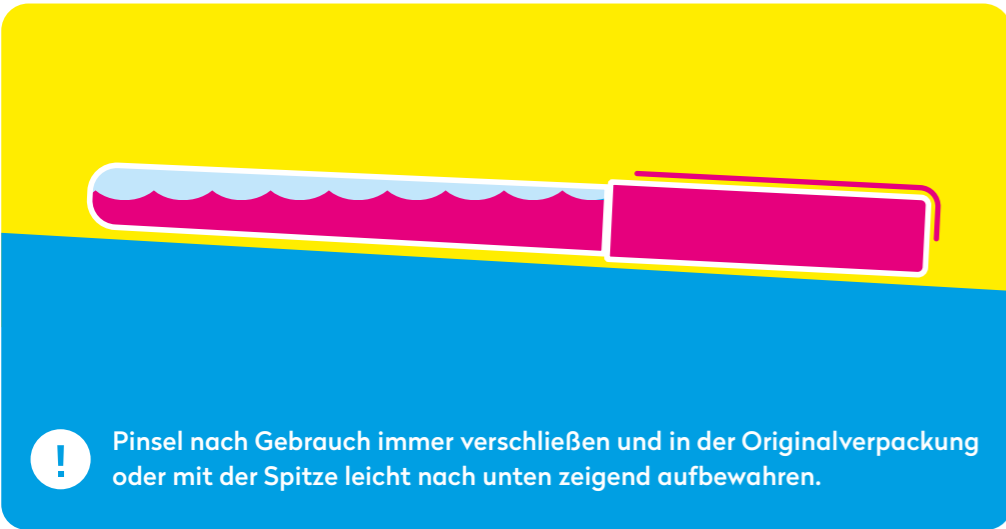 Pinsel nach Gebrauch immer verschließen und in der Originalverpackung
oder mit der Spitze leicht nach unten zeigend aufbewahren.